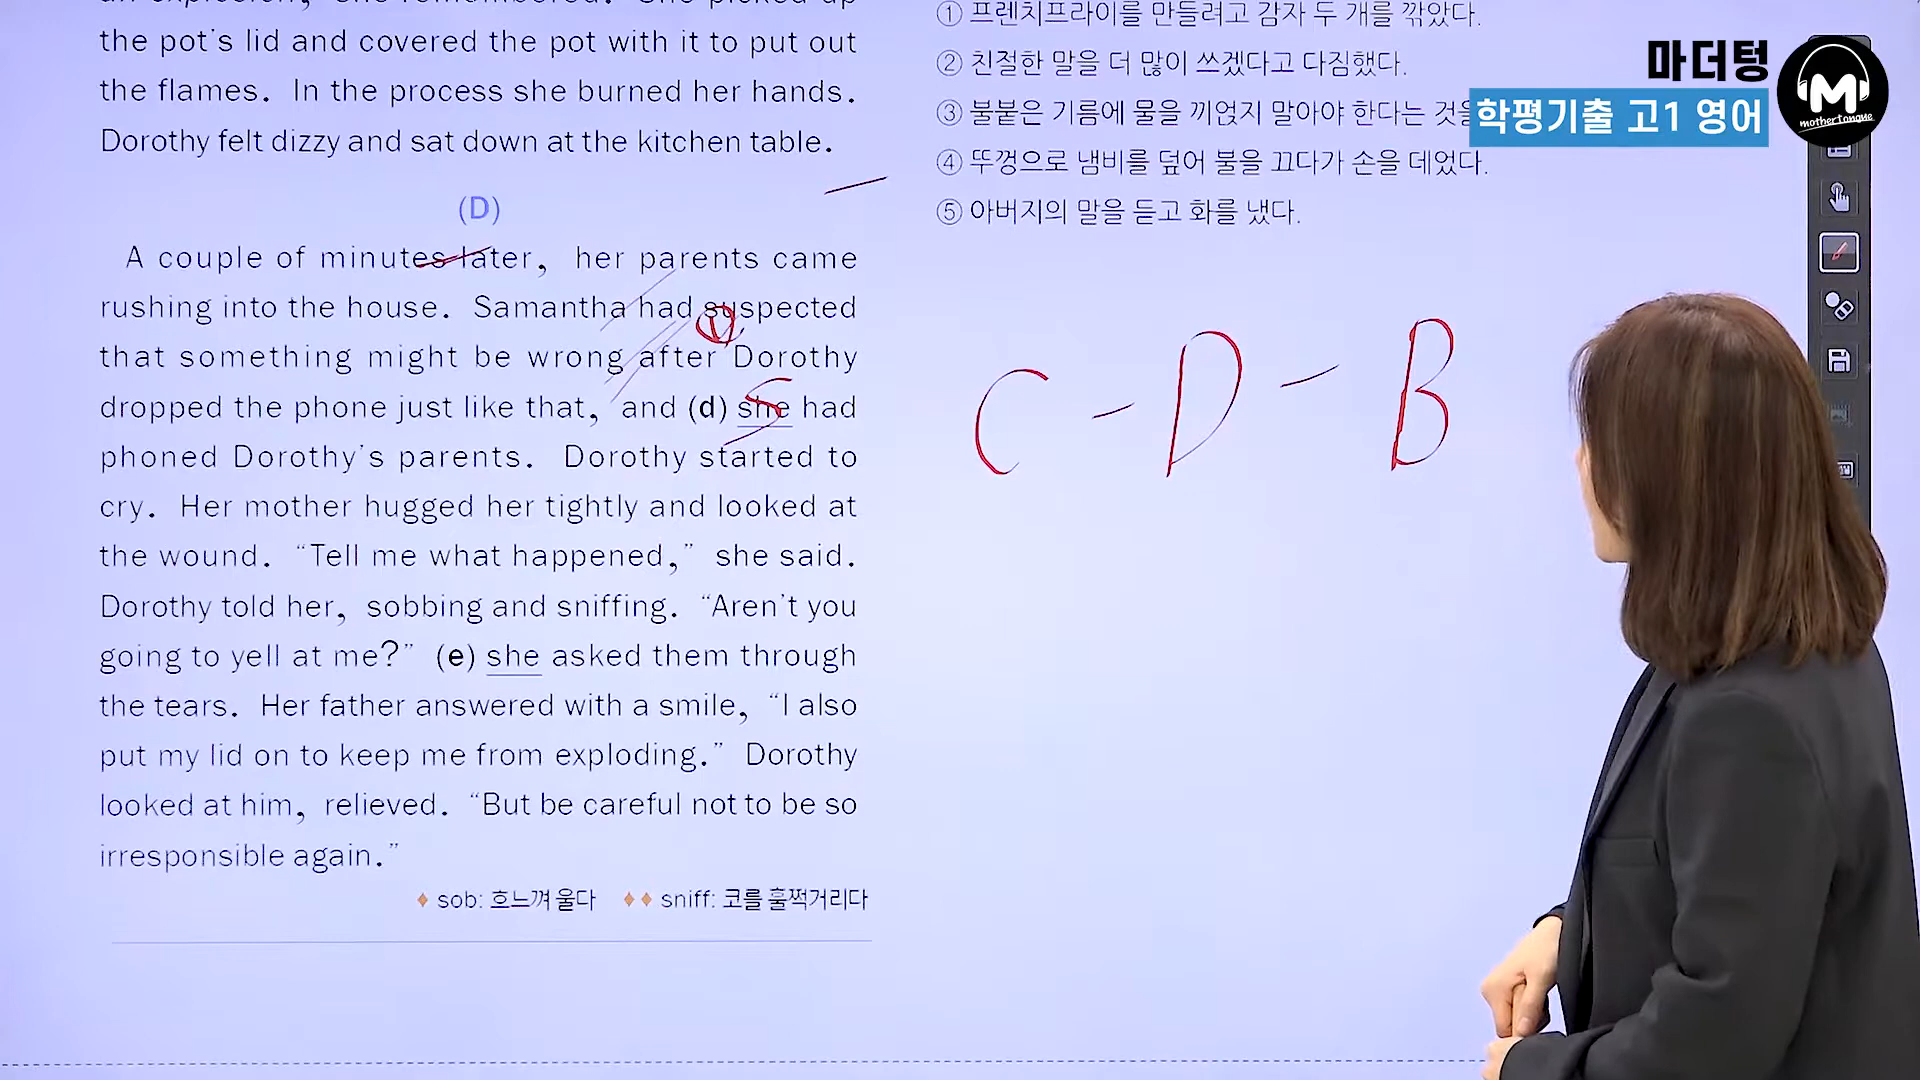 an explosion, she remembered. She picked up
the pot's lid and covered the pot with it to put out
the flames. In the process she burned her hands.
Dorothy felt dizzy and sat down at the kitchen table.
(D)
A couple of minutes later, her parents came
rushing into the house. Samantha had suspected
that something might be wrong after Dorothy
dropped the phone just like that, and (d) she had
phoned Dorothy's parents. Dorothy started to
cry. Her mother hugged her tightly and looked at
the wound. “Tell me what happened,” she said.
Dorothy told her, sobbing and sniffing. “Aren't you
going to yell at me?” (e) she asked them through
the tears. Her father answered with a smile, “I also
put my lid on to keep me from exploding.” Dorothy
looked at him, relieved. “But be careful not to be so
irresponsible again.”
♦ sob: 흐느껴 울다 ♦♦ sniff: 코를 훌쩍거리다
① 프렌치프라이를 만들려고 감자 두 개를 깎았다.
② 친절한 말을 더 많이 쓰겠다고 다짐했다.
③ 불붙은 기름에 물을 끼얹지 말아야 한다는 것을
④ 뚜껑으로 냄비를 덮어 불을 끄다가 손을 데었다.
⑤ 아버지의 말을 듣고 화를 냈다.
C - D - B
①
S
마더텅
학평기출 고1 영어
M
mothertongue